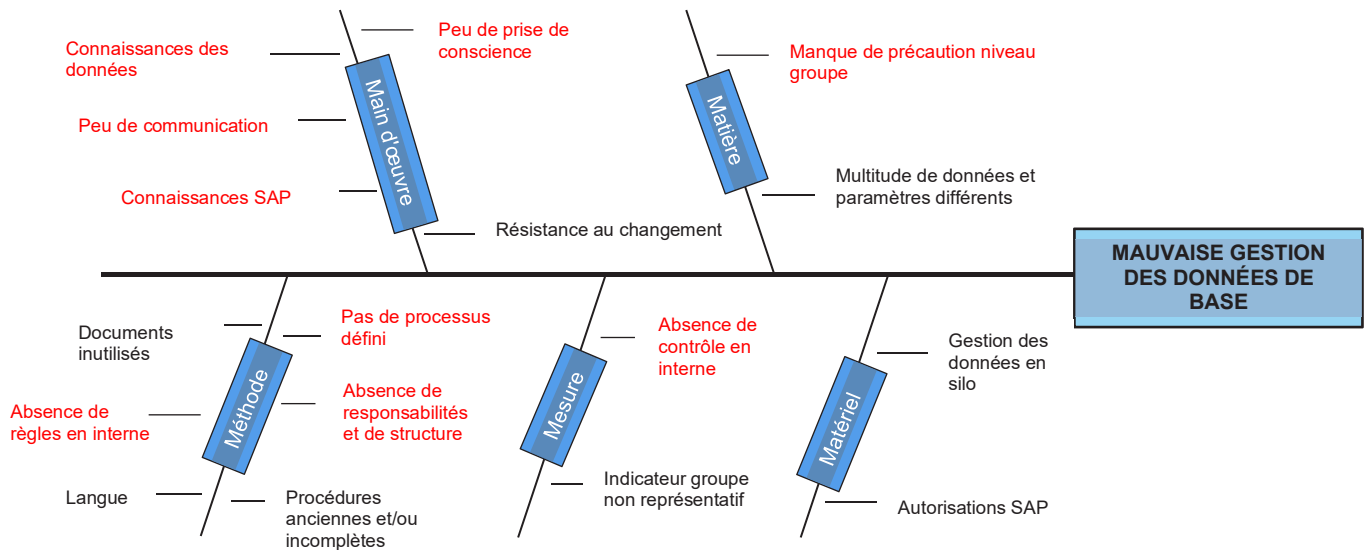 Connaissances des
données
Peu de communication
Connaissances SAP
Main d'œuvre
Peu de prise de
conscience
Résistance au changement
Matière
Manque de précaution niveau
groupe
Multitude de données et
paramètres différents
MAUVAISE GESTION
DES DONNÉES DE
BASE
Documents
inutilisés
Absence de
règles en interne
Langue
Méthode
Pas de processus
défini
Absence de
responsabilités
et de structure
Procédures
anciennes et/ou
incomplètes
Mesure
Absence de
contrôle en
interne
Indicateur groupe
non représentatif
Matériel
Gestion des
données en
silo
Autorisations SAP